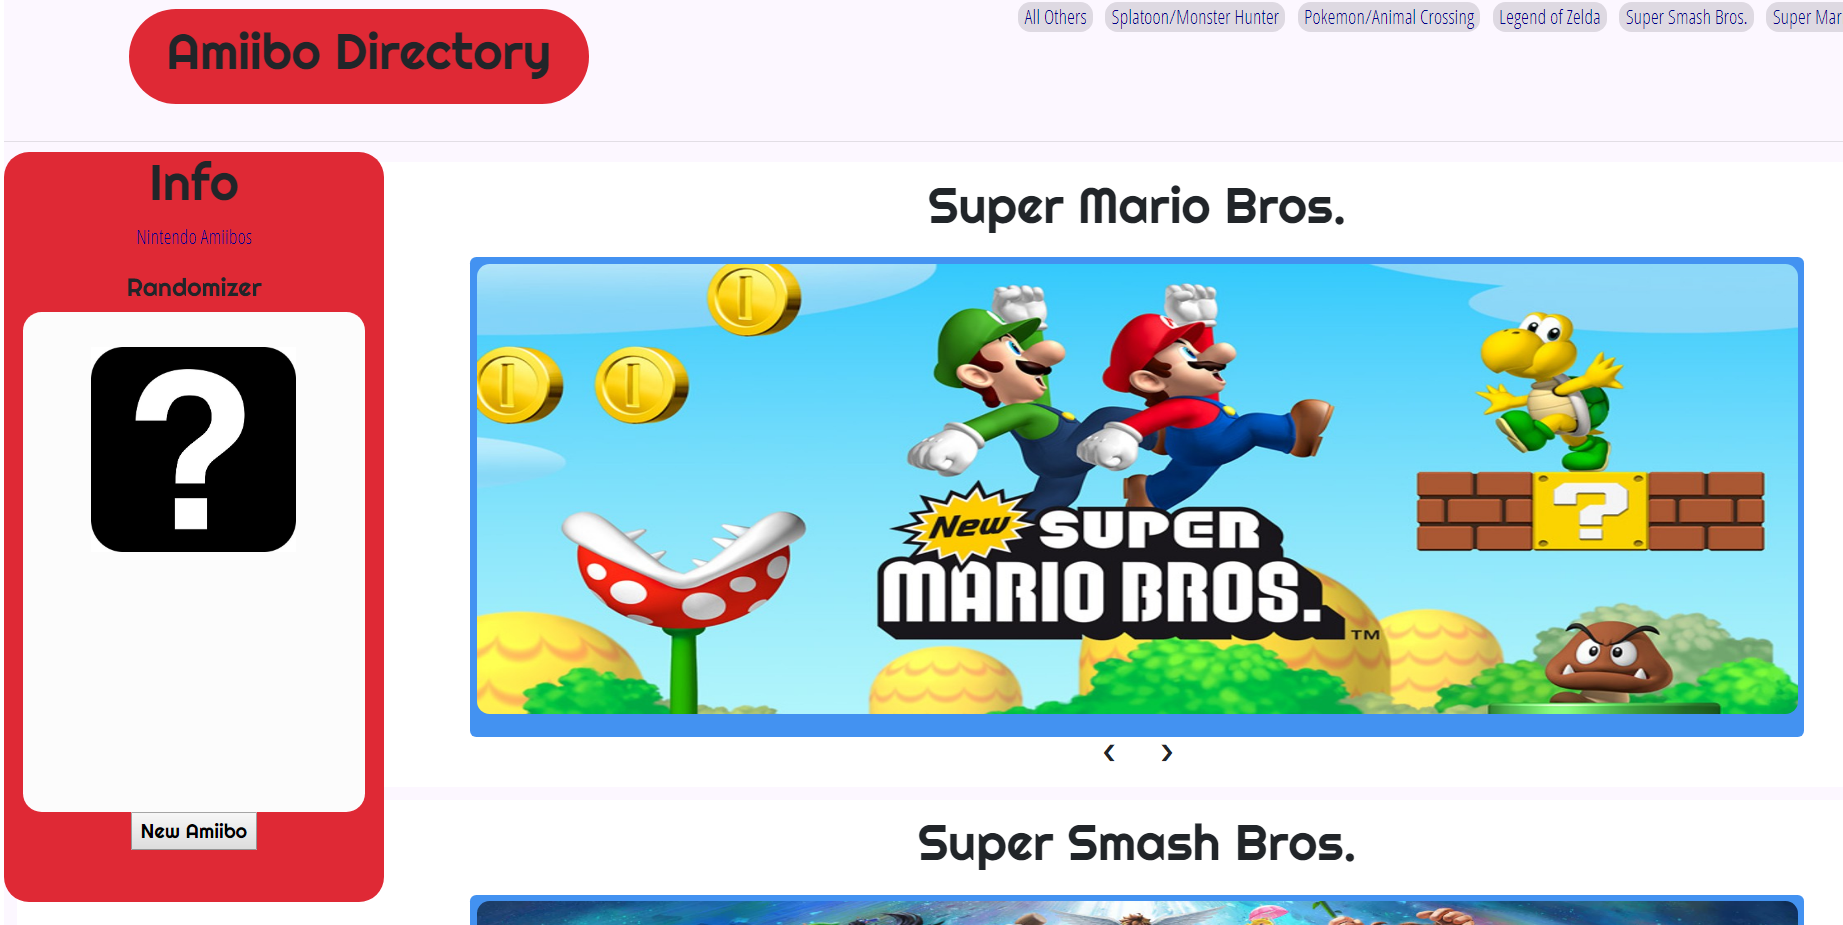 Amiibo Directory
All Others
Splatoon/Monster Hunter
Pokemon/Animal Crossing
Legend of Zelda
Super Smash Bros.
Super Mar
Info
Nintendo Amiibos
Randomizer
?
New Amiibo
Super Mario Bros.
New SUPER
MARIO BROS.™
?
‹ ›
Super Smash Bros.